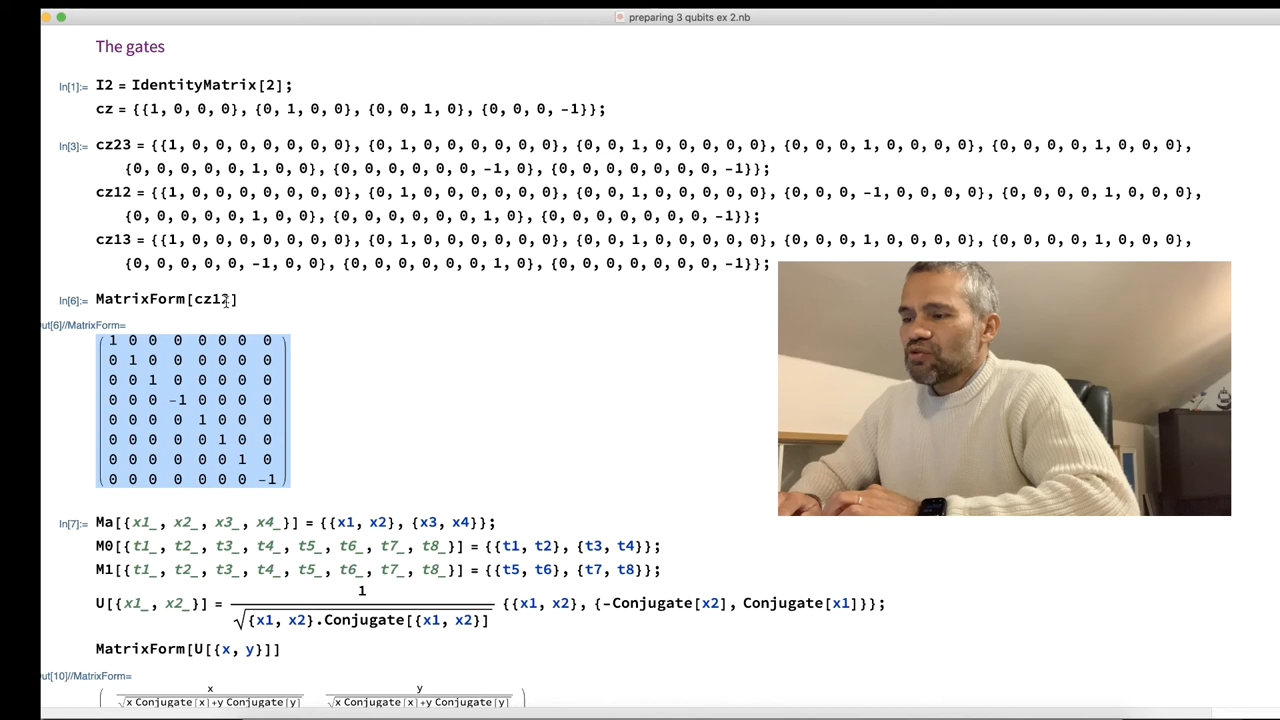 preparing 3 qubits ex 2.nb
The gates
In[1]:= I2 = IdentityMatrix[2];
cz = {{1, 0, 0, 0}, {0, 1, 0, 0}, {0, 0, 1, 0}, {0, 0, 0, -1}};
In[3]:= cz23 = {{1, 0, 0, 0, 0, 0, 0, 0}, {0, 1, 0, 0, 0, 0, 0, 0}, {0, 0, 1, 0, 0, 0, 0, 0}, {0, 0, 0, 1, 0, 0, 0, 0}, {0, 0, 0, 0, 1, 0, 0, 0},
{0, 0, 0, 0, 0, 1, 0, 0}, {0, 0, 0, 0, 0, 0, -1, 0}, {0, 0, 0, 0, 0, 0, 0, -1}};
cz12 = {{1, 0, 0, 0, 0, 0, 0, 0}, {0, 1, 0, 0, 0, 0, 0, 0}, {0, 0, 1, 0, 0, 0, 0, 0}, {0, 0, 0, -1, 0, 0, 0, 0}, {0, 0, 0, 0, 1, 0, 0, 0},
{0, 0, 0, 0, 0, 1, 0, 0}, {0, 0, 0, 0, 0, 0, 1, 0}, {0, 0, 0, 0, 0, 0, 0, -1}};
cz13 = {{1, 0, 0, 0, 0, 0, 0, 0}, {0, 1, 0, 0, 0, 0, 0, 0}, {0, 0, 1, 0, 0, 0, 0, 0}, {0, 0, 0, 1, 0, 0, 0, 0}, {0, 0, 0, 0, 1, 0, 0, 0},
{0, 0, 0, 0, 0, -1, 0, 0}, {0, 0, 0, 0, 0, 0, 1, 0}, {0, 0, 0, 0, 0, 0, 0, -1}};
In[6]:= MatrixForm[cz12]
ut[6]//MatrixForm=
1 0 0 0 0 0 0 0
0 1 0 0 0 0 0 0
0 0 1 0 0 0 0 0
0 0 0 -1 0 0 0 0
0 0 0 0 1 0 0 0
0 0 0 0 0 1 0 0
0 0 0 0 0 0 1 0
0 0 0 0 0 0 0 -1
In[7]:= Ma[{x1_, x2_, x3_, x4_}] = {{x1, x2}, {x3, x4}};
M0[{t1_, t2_, t3_, t4_, t5_, t6_, t7_, t8_}] = {{t1, t2}, {t3, t4}};
M1[{t1_, t2_, t3_, t4_, t5_, t6_, t7_, t8_}] = {{t5, t6}, {t7, t8}};
U[{x1_, x2_}] = 1/√{x1, x2}.Conjugate[{x1, x2}] {{x1, x2}, {-Conjugate[x2], Conjugate[x1]}};
MatrixForm[U[{x, y}]]
ut[10]//MatrixForm=
x y
√x Conjugate[x]+y Conjugate[y] √x Conjugate[x]+y Conjugate[y]